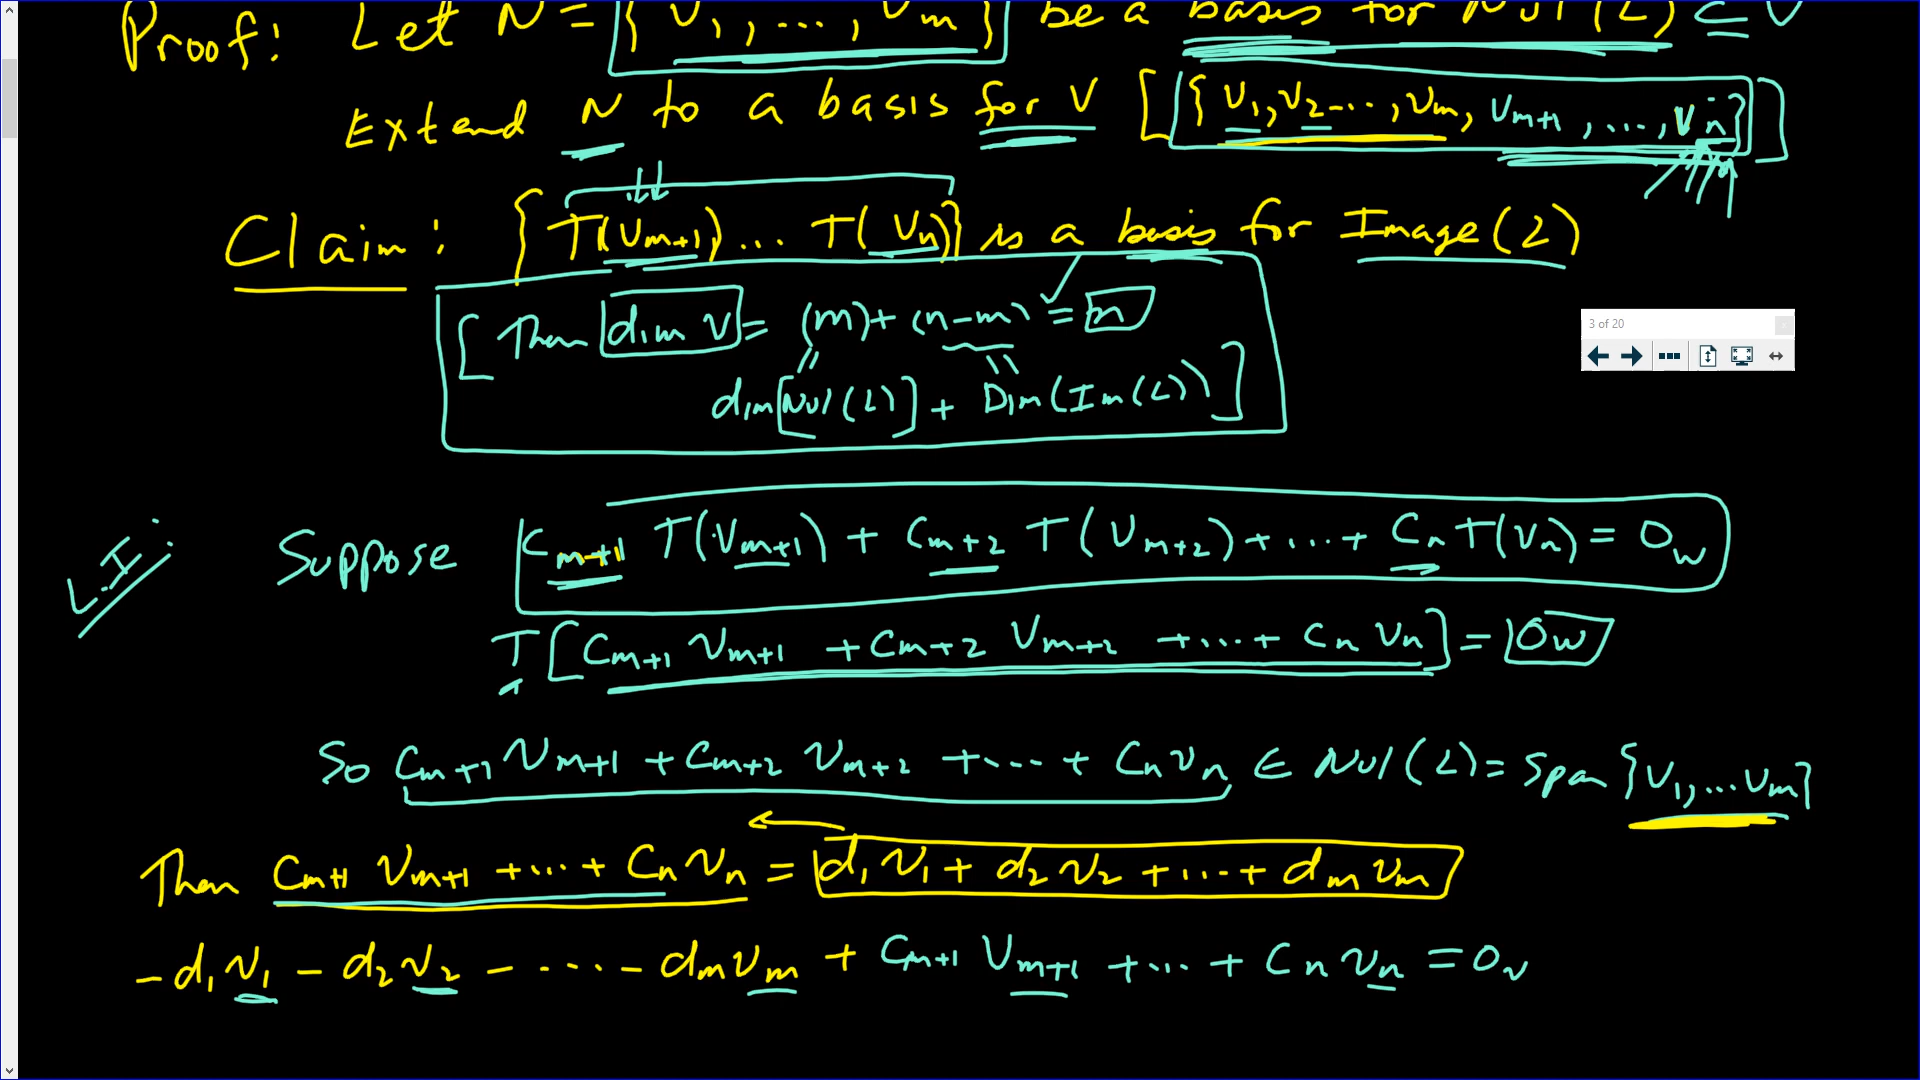 Proof: Let N = { v1, ..., vm } be a basis for Nul (L) ⊆ V
Extend N to a basis for V [ { v1, v2 ..., vm, vm+1, ..., vn } ]
Claim: { T(vm+1) ... T(vn) } is a basis for Image (L)
[ Then dim V = (m) + (n-m) = n
dim [Nul (L)] + Dim (Im (L)) ]
3 of 20
L.I:
Suppose Cm+1 T(vm+1) + Cm+2 T(vm+2) + ... + Cn T(vn) = Ow
T [ Cm+1 vm+1 + Cm+2 vm+2 + ... + Cn vn ] = Ow
So Cm+1 vm+1 + Cm+2 vm+2 + ... + Cn vn ∈ Nul (L) = Span { v1, ... vm }
Then Cm+1 vm+1 + ... + Cn vn = d1 v1 + d2 v2 + ... + dm vm
- d1 v1 - d2 v2 - .... - dm vm + Cm+1 vm+1 + ... + Cn vn = Ov